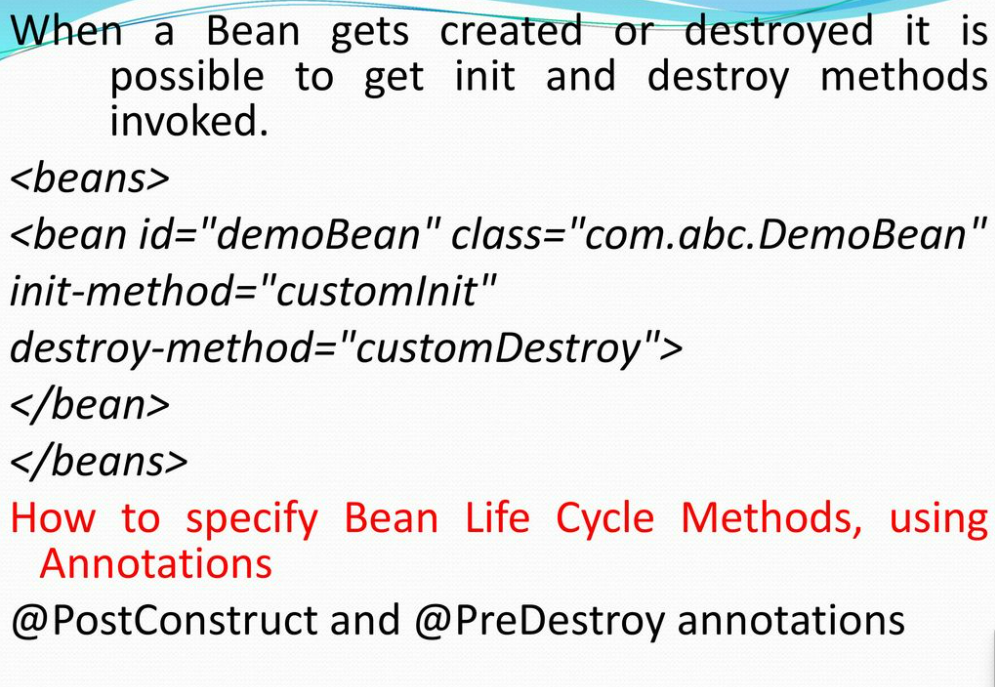 When a Bean gets created or destroyed it is
possible to get init and destroy methods
invoked.
<beans>
<bean id="demoBean" class="com.abc.DemoBean"
init-method="customInit"
destroy-method="customDestroy">
</bean>
</beans>
How to specify Bean Life Cycle Methods, using
Annotations
@PostConstruct and @PreDestroy annotations